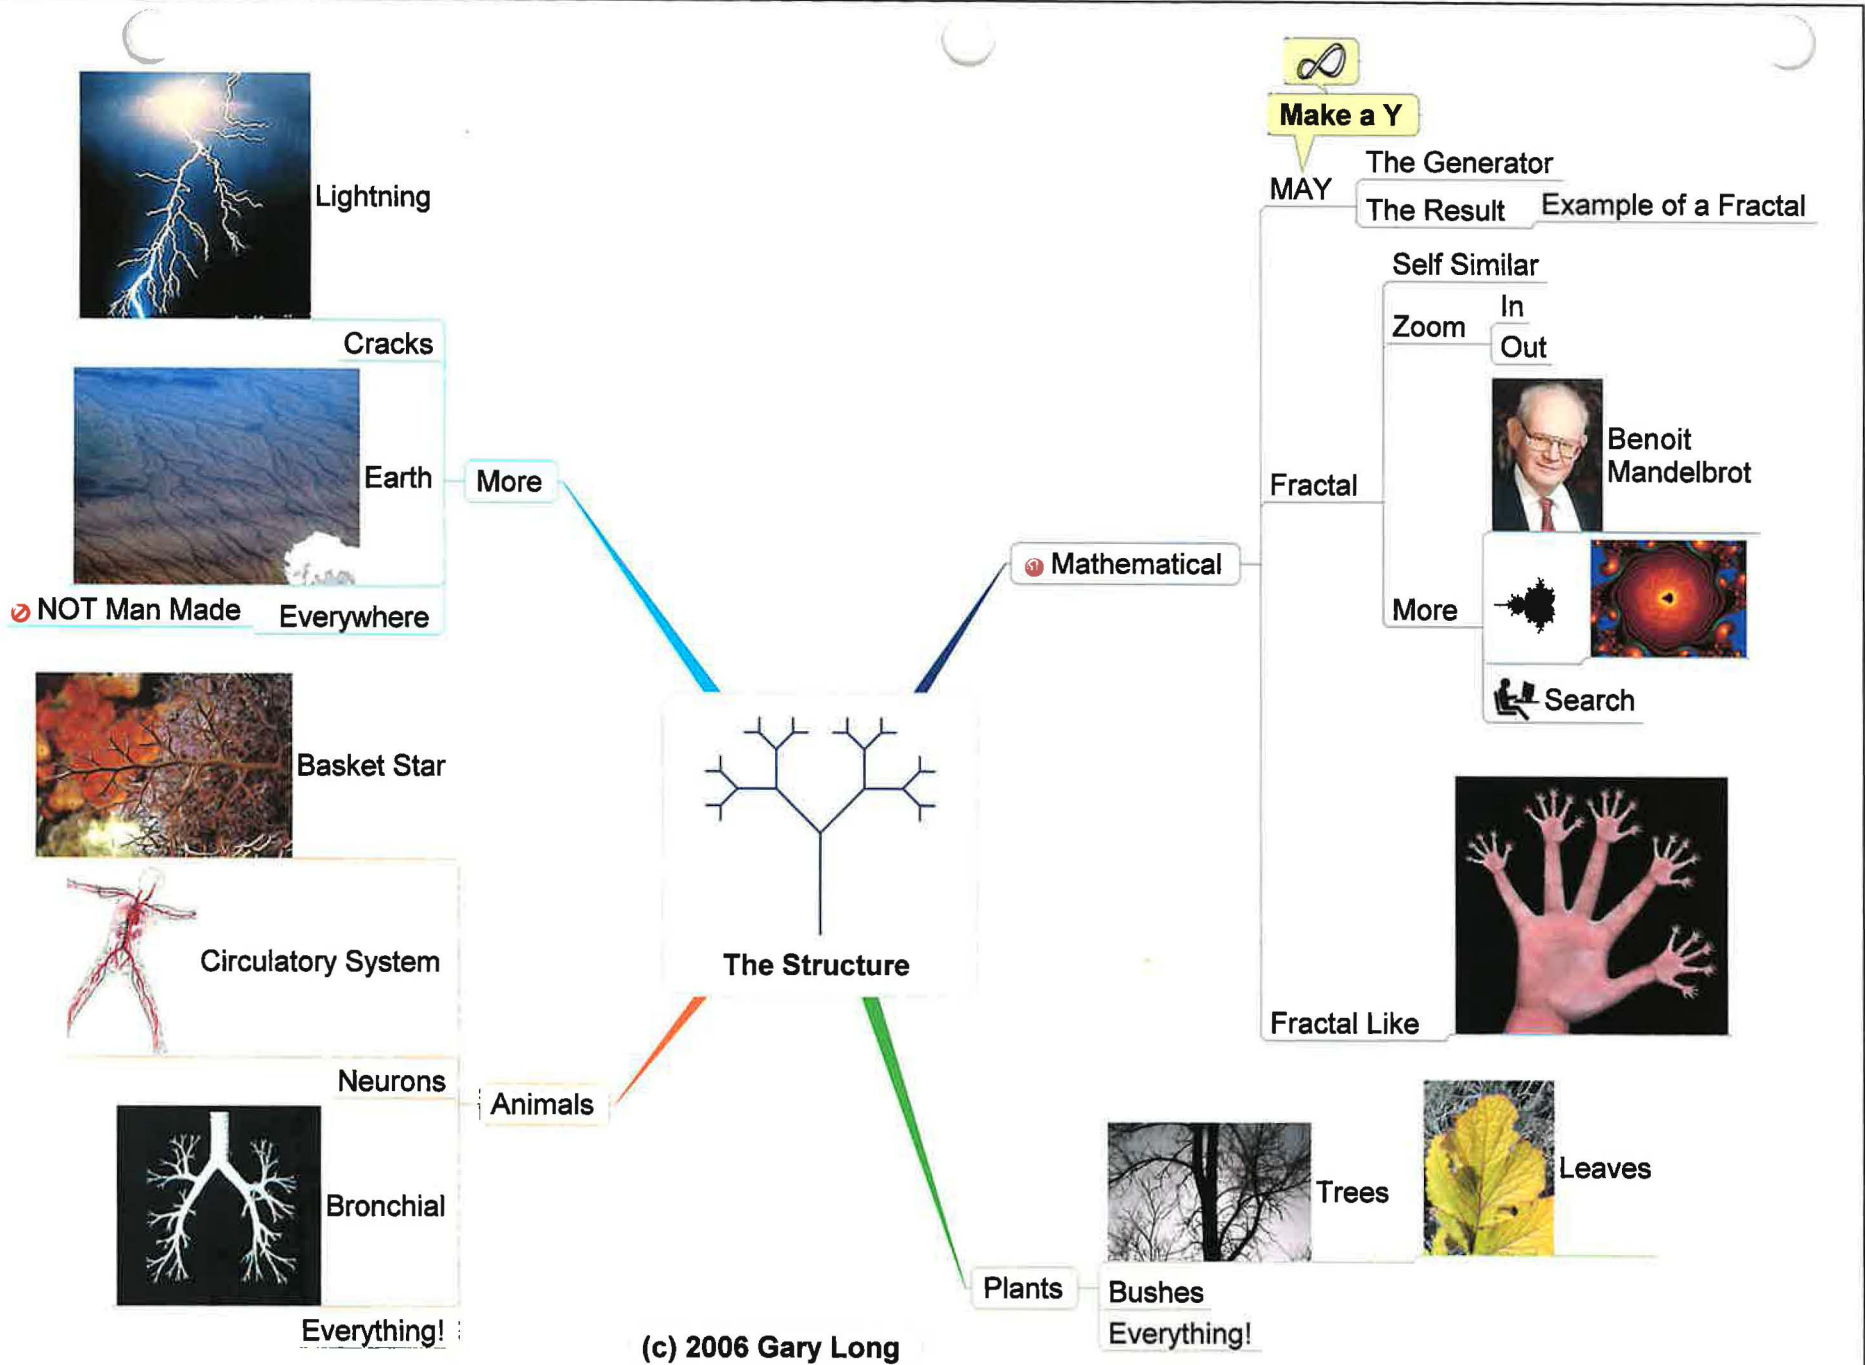 Make a Y
MAY
The Generator
The Result
Example of a Fractal
Lightning
Cracks
Earth
NOT Man Made
Everywhere
More
Self Similar
Zoom
In
Out
Fractal
Benoit
Mandelbrot
More
Search
Mathematical
Fractal Like
Basket Star
Circulatory System
Neurons
Bronchial
Everything!
Animals
The Structure
Plants
Trees
Leaves
Bushes
Everything!
(c) 2006 Gary Long